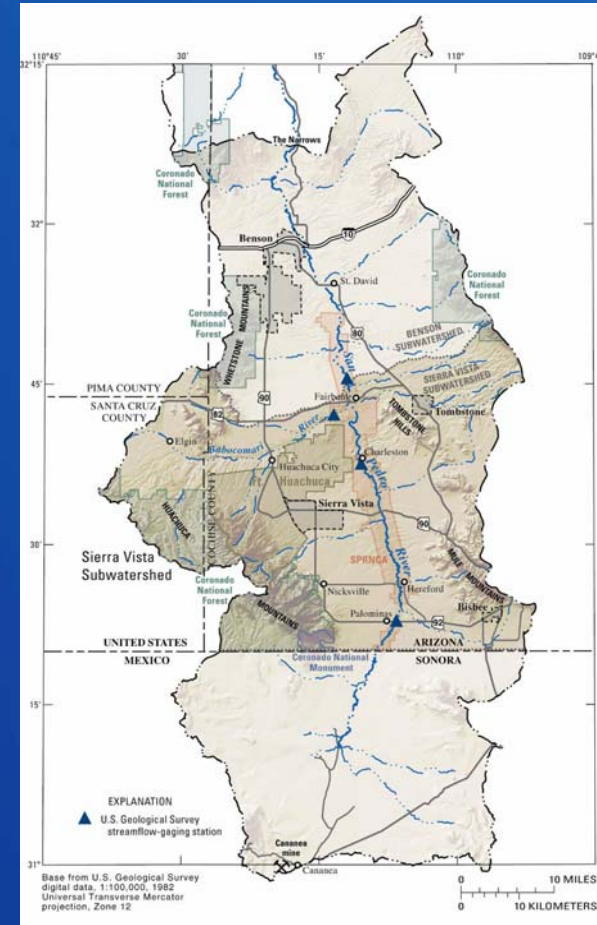 110°45'
30'
15'
110°
109°
32°15'
The Narrows
Coronado
National
Forest
32°
Benson
10
St. David
WHETSTONE
MOUNTAINS
Coronado
National
Forest
Coronado
National
Forest
80
BENSON
SUBWATERSHED
SIERRA VISTA
SUBWATERSHED
45'
PIMA COUNTY
SANTA CRUZ
COUNTY
82
90
San
Fairbank
80
Tombstone
TOMBSTONE
HILLS
River
Babocomari
Elgin
Huachuca City
Ft.
Huachuca
Charleston
Pedro
COCHISE COUNTY
HUACHUCA
Sierra Vista
90
30'
Sierra Vista
Subwatershed
SPRNCA
River
MULE MOUNTAINS
Coronado
National
Forest
MOUNTAINS
Nicksville
Hereford
Palominas
Bisbee
92
UNITED STATES
MEXICO
ARIZONA
SONORA
Coronado National
Monument
15'
EXPLANATION
U.S. Geological Survey
streamflow-gaging station
31°
Cananea
mine
Cananea
Base from U.S. Geological Survey
digital data, 1:100,000, 1982
Universal Transverse Mercator
projection, Zone 12
0 10 MILES
0 10 KILOMETERS